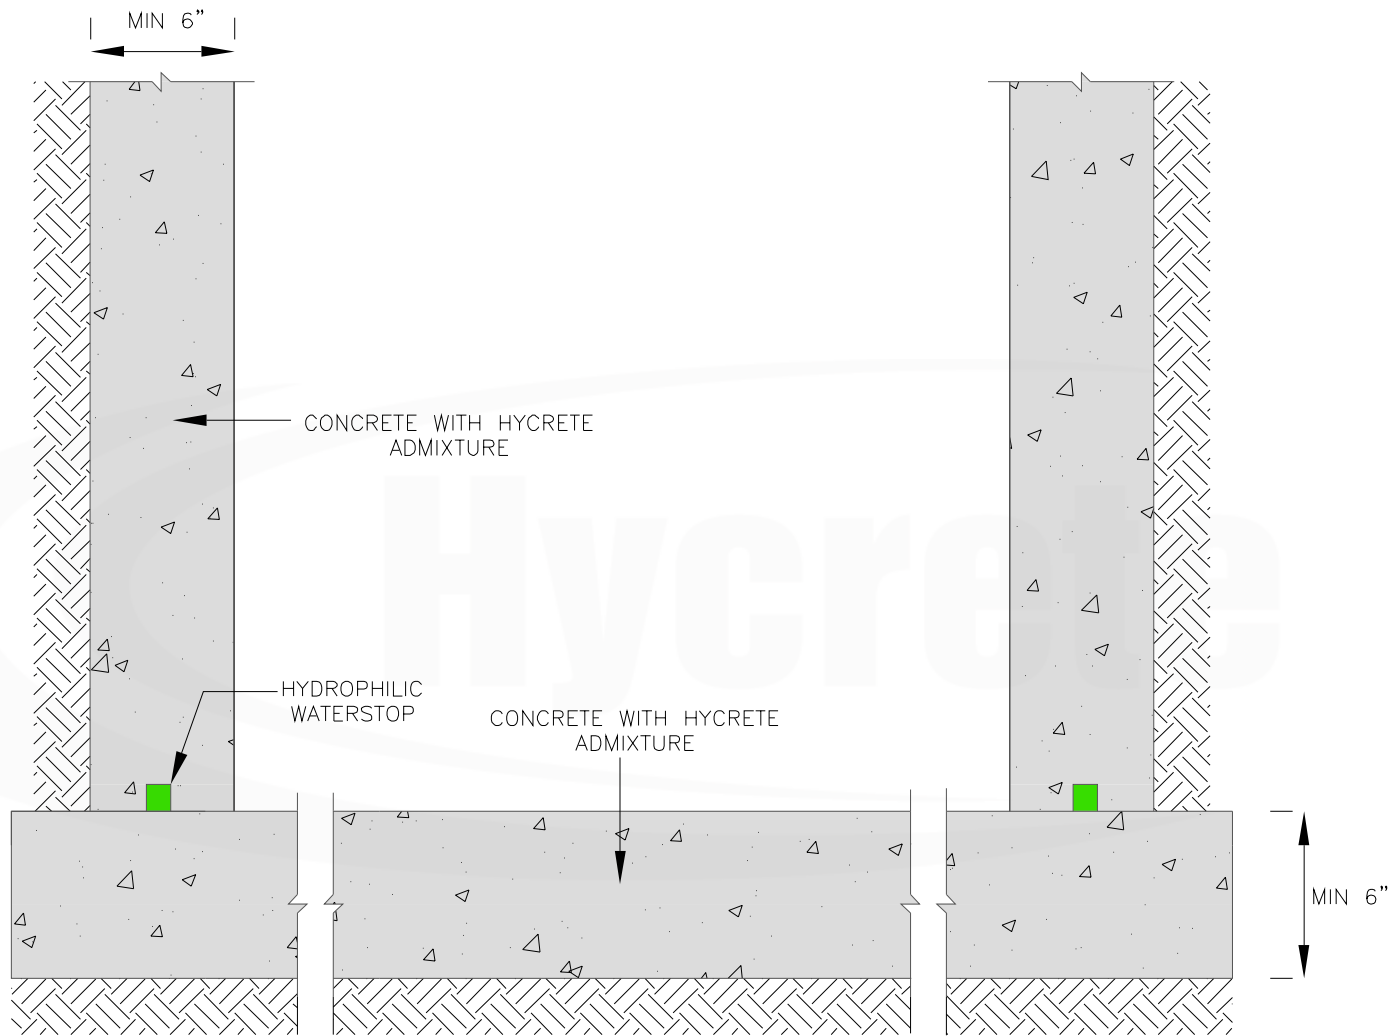 MIN 6”
CONCRETE WITH HYCRETE
ADMIXTURE
HYDROPHILIC
WATERSTOP
CONCRETE WITH HYCRETE
ADMIXTURE
MIN 6”
Hycrete